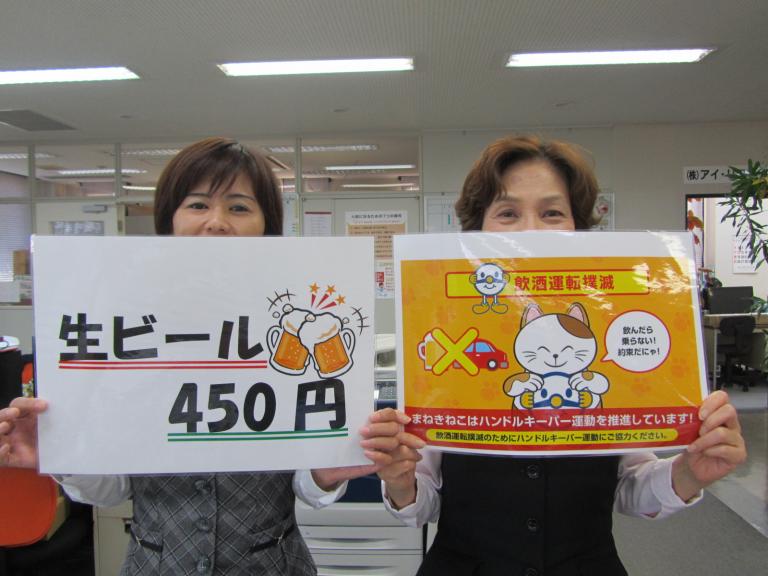 生ビール
450円
飲酒運転撲滅
飲んだら
乗らない!
約束だにゃ!
まねきねこはハンドルキーパー運動を推進しています!
飲酒運転撲滅のためにハンドルキーパー運動にご協力ください。
(株)アイ・